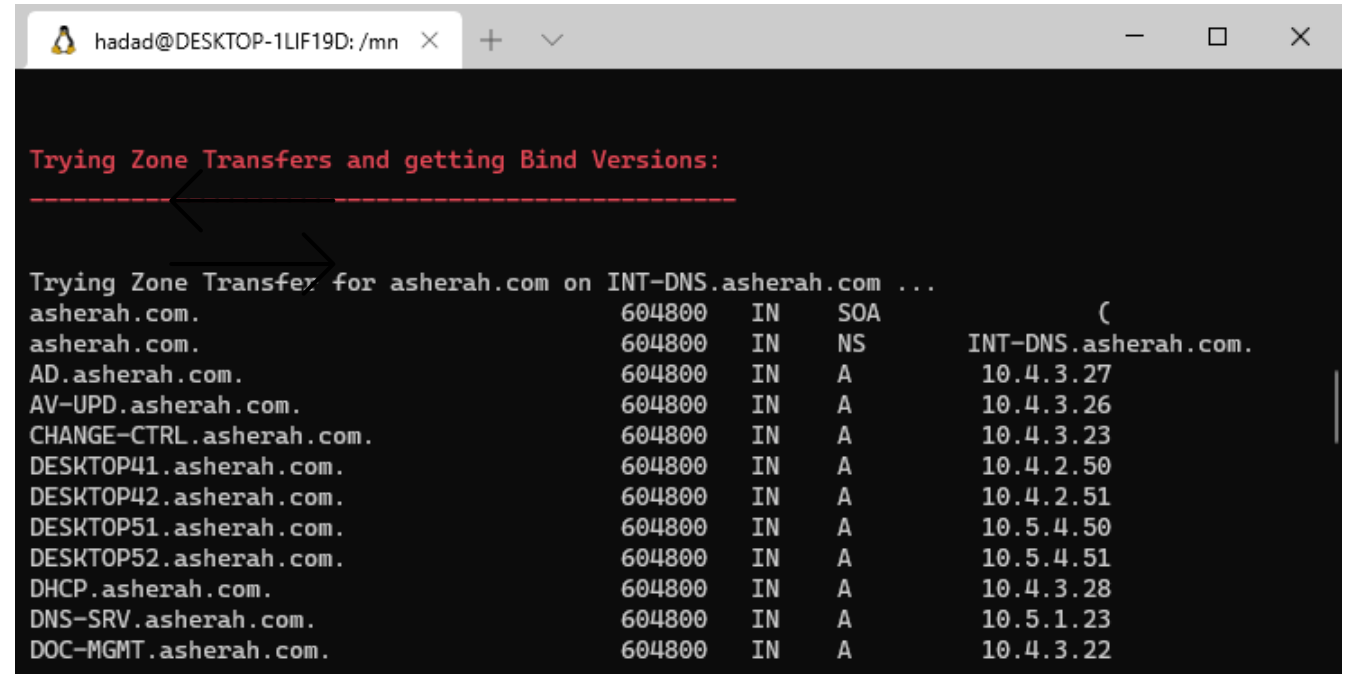 hadad@DESKTOP-1LIF19D: /mn
Trying Zone Transfers and getting Bind Versions:
Trying Zone Transfer for asherah.com on INT-DNS.asherah.com ...
asherah.com. 604800 IN SOA (
asherah.com. 604800 IN NS INT-DNS.asherah.com.
AD.asherah.com. 604800 IN A 10.4.3.27
AV-UPD.asherah.com. 604800 IN A 10.4.3.26
CHANGE-CTRL.asherah.com. 604800 IN A 10.4.3.23
DESKTOP41.asherah.com. 604800 IN A 10.4.2.50
DESKTOP42.asherah.com. 604800 IN A 10.4.2.51
DESKTOP51.asherah.com. 604800 IN A 10.5.4.50
DESKTOP52.asherah.com. 604800 IN A 10.5.4.51
DHCP.asherah.com. 604800 IN A 10.4.3.28
DNS-SRV.asherah.com. 604800 IN A 10.5.1.23
DOC-MGMT.asherah.com. 604800 IN A 10.4.3.22